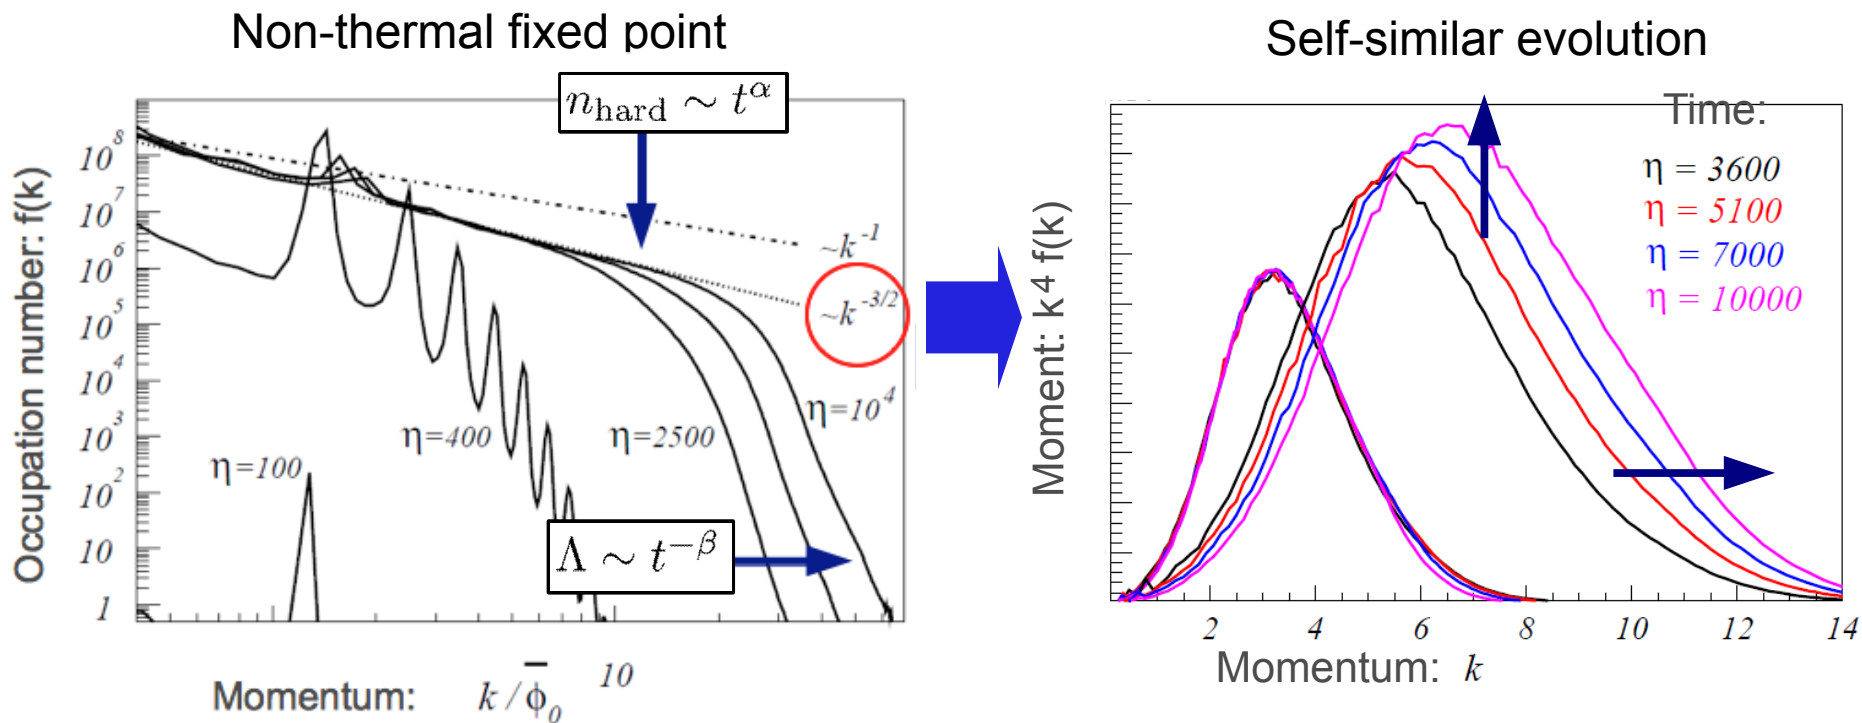 Non-thermal fixed point
n_hard ∼ t^α
Occupation number: f(k)
10^8
10^7
10^6
10^5
10^4
10^3
10^2
10
1
~k^-1
~k^-3/2
η=100
η=400
η=2500
η=10^4
Λ ∼ t^−β
10
Momentum: k / φ̄_0
Self-similar evolution
Moment: k^4 f(k)
Time:
η = 3600
η = 5100
η = 7000
η = 10000
2 4 6 8 10 12 14
Momentum: k